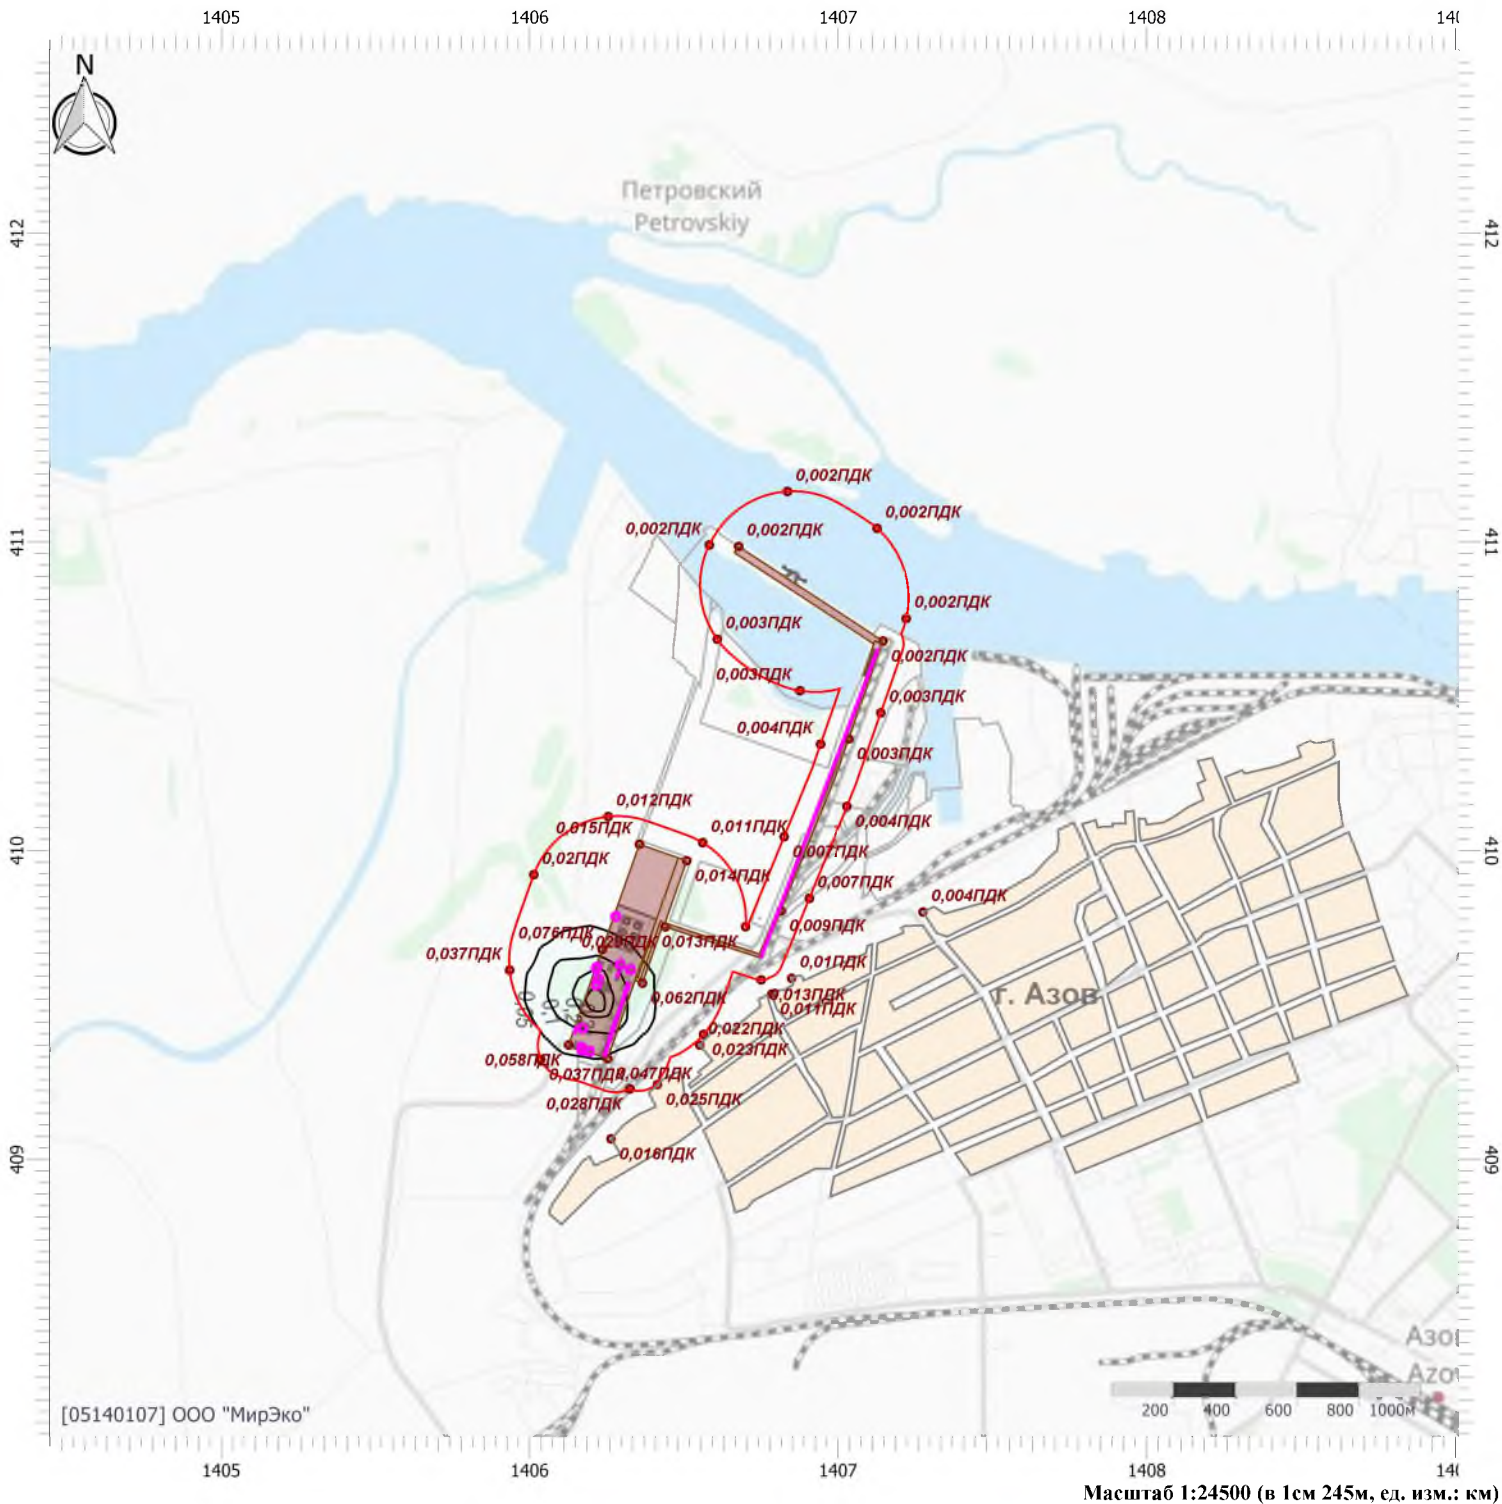 1405 1406 1407 1408
N
Петровский
Petrovskiy
412 412
0,002ПДК
0,002ПДК
0,002ПДК 0,002ПДК
411 411
0,002ПДК
0,003ПДК
0,002ПДК
0,003ПДК
0,003ПДК
0,004ПДК
0,003ПДК
0,012ПДК
0,015ПДК 0,011ПДК
0,004ПДК
0,02ПДК 0,007ПДК
410 410
0,014ПДК 0,007ПДК
0,004ПДК
0,076ПДК 0,013ПДК 0,009ПДК
0,037ПДК 0,01ПДК
0,062ПДК 0,013ПДК г. Азов
0,011ПДК
0,1
0,022ПДК
0,023ПДК
0,058ПДК
0,037ПДК 0,047ПДК
0,028ПДК 0,025ПДК
0,016ПДК
409 409
[05140107] ООО "МирЭко"
200 400 600 800 1000м
1405 1406 1407 1408
Масштаб 1:24500 (в 1см 245м, ед. изм.: км)